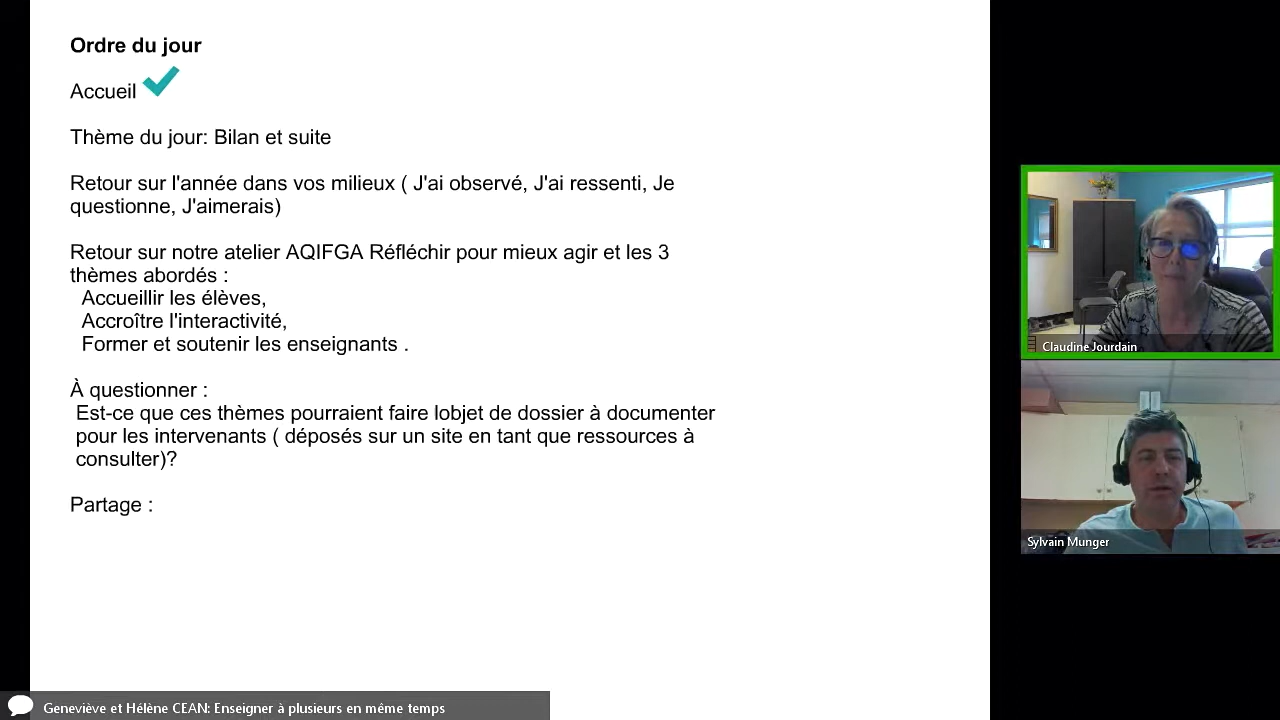 Ordre du jour
Accueil
Thème du jour: Bilan et suite
Retour sur l'année dans vos milieux ( J'ai observé, J'ai ressenti, Je
questionne, J'aimerais)
Retour sur notre atelier AQIFGA Réfléchir pour mieux agir et les 3
thèmes abordés :
Accueillir les élèves,
Accroître l'interactivité,
Former et soutenir les enseignants .
À questionner :
Est-ce que ces thèmes pourraient faire lobjet de dossier à documenter
pour les intervenants ( déposés sur un site en tant que ressources à
consulter)?
Partage :
Claudine Jourdain
Sylvain Munger
Geneviève et Hélène CEAN: Enseigner à plusieurs en même temps